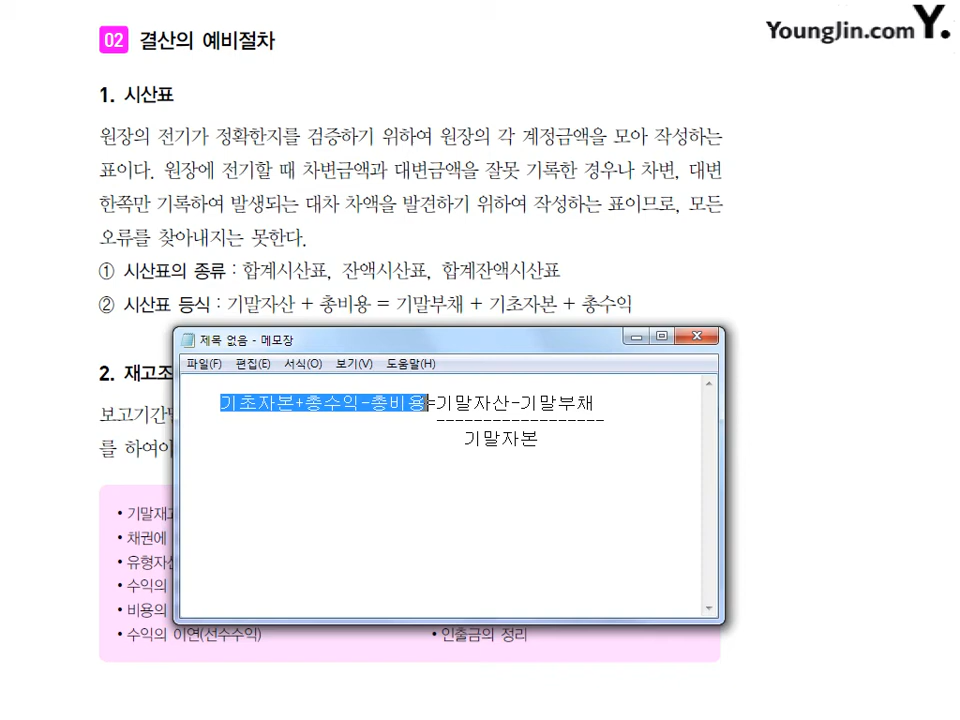 YoungJin.com Y.
02 결산의 예비절차
1. 시산표
원장의 전기가 정확한지를 검증하기 위하여 원장의 각 계정금액을 모아 작성하는
표이다. 원장에 전기할 때 차변금액과 대변금액을 잘못 기록한 경우나 차변, 대변
한쪽만 기록하여 발생되는 대차 차액을 발견하기 위하여 작성하는 표이므로, 모든
오류를 찾아내지는 못한다.
① 시산표의 종류 : 합계시산표, 잔액시산표, 합계잔액시산표
② 시산표 등식 : 기말자산 + 총비용 = 기말부채 + 기초자본 + 총수익
제목 없음 - 메모장
파일(F) 편집(E) 서식(O) 보기(V) 도움말(H)
기초자본+총수익-총비용=기말자산-기말부채
------------------
기말자본
2. 재고조
보고기간
를 하여야
• 기말재고
• 채권에
• 유형자산
• 수익의
• 비용의
• 수익의 이연(선수수익)
• 인출금의 정리